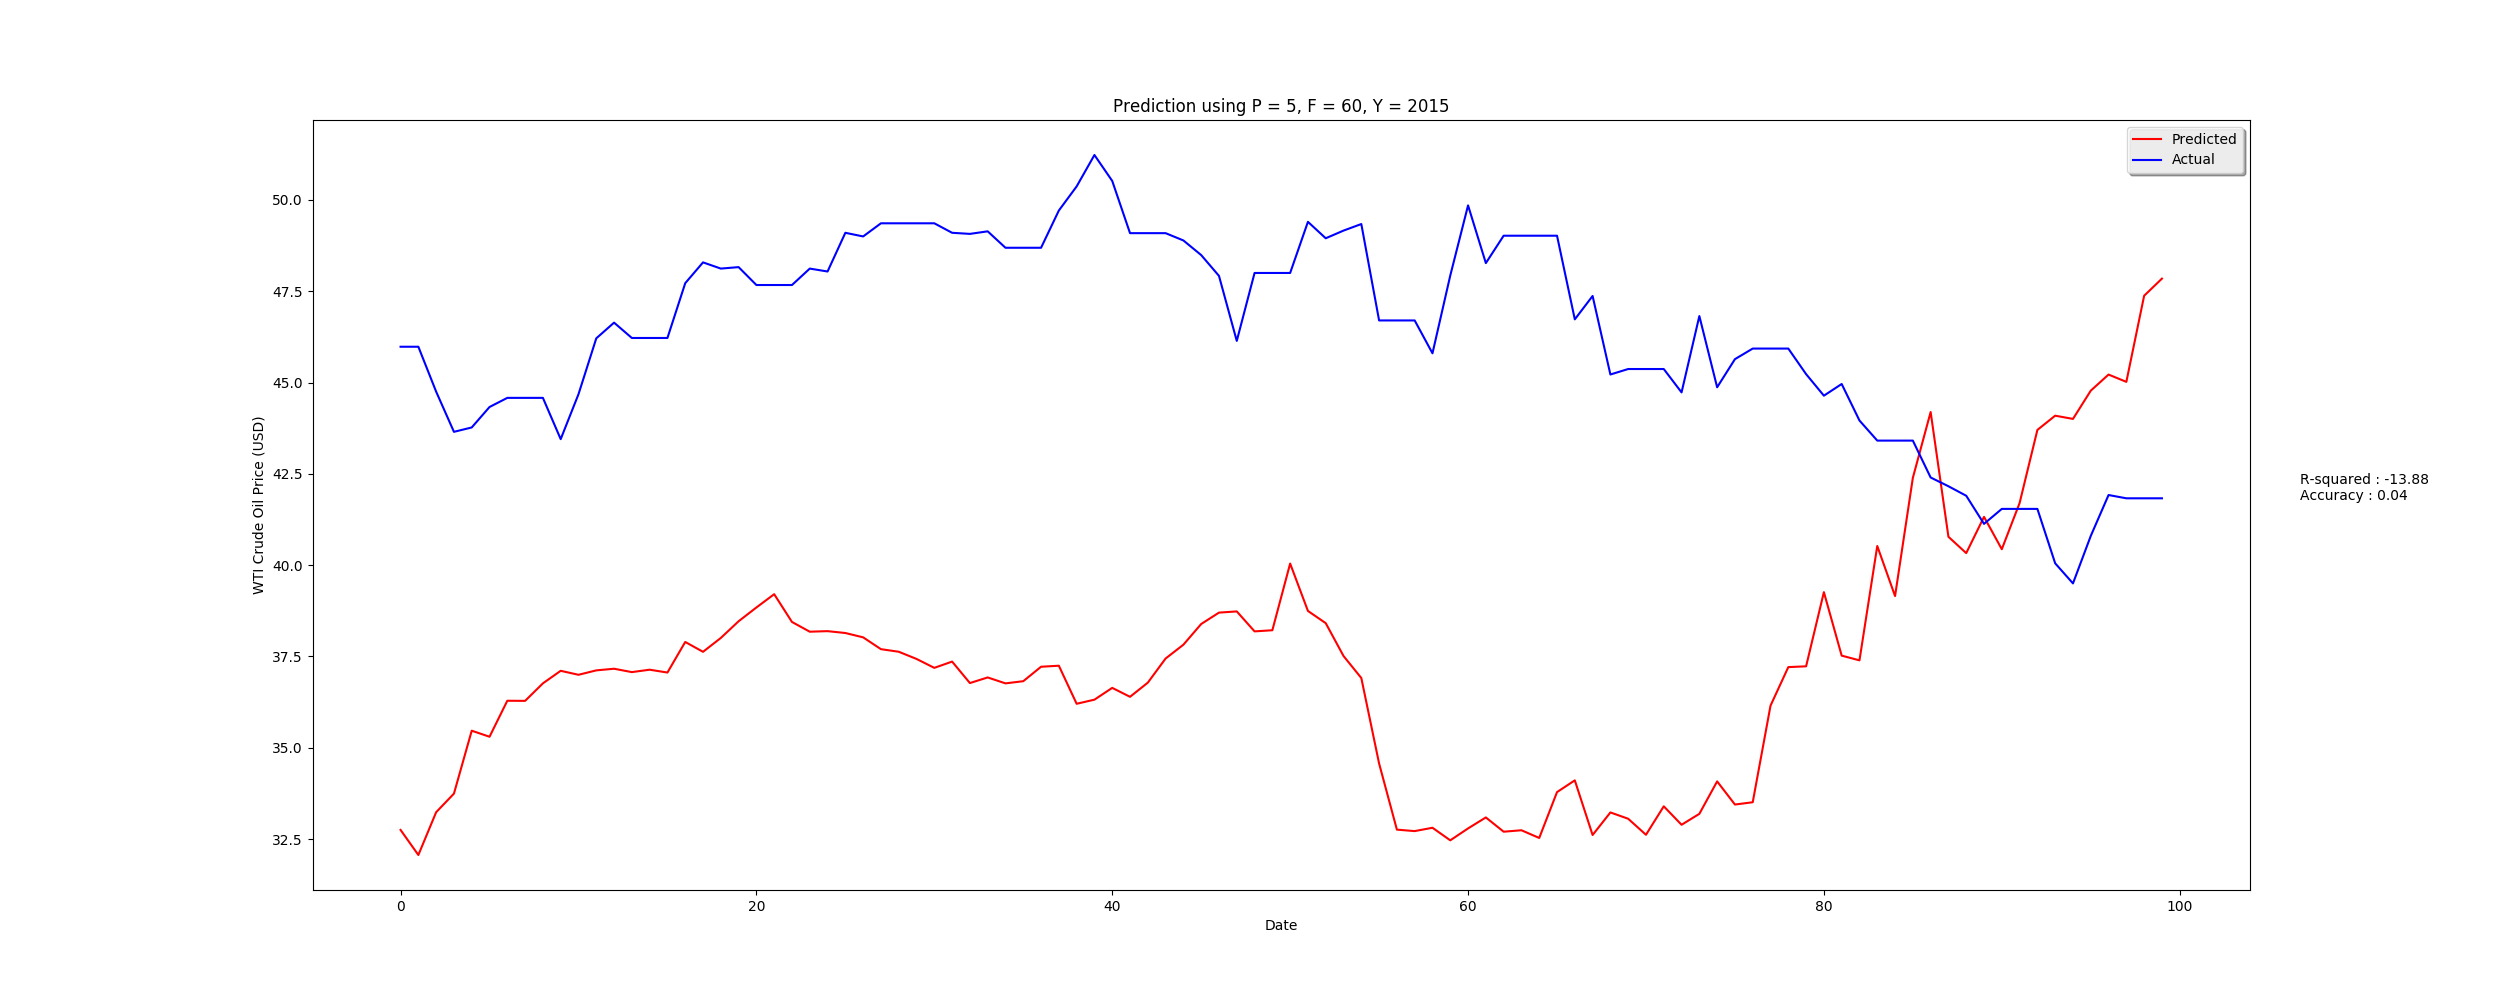 Prediction using P = 5, F = 60, Y = 2015
Predicted
Actual
50.0
47.5
45.0
42.5
40.0
37.5
35.0
32.5
WTI Crude Oil Price (USD)
R-squared : -13.88
Accuracy : 0.04
0 20 40 60 80 100
Date